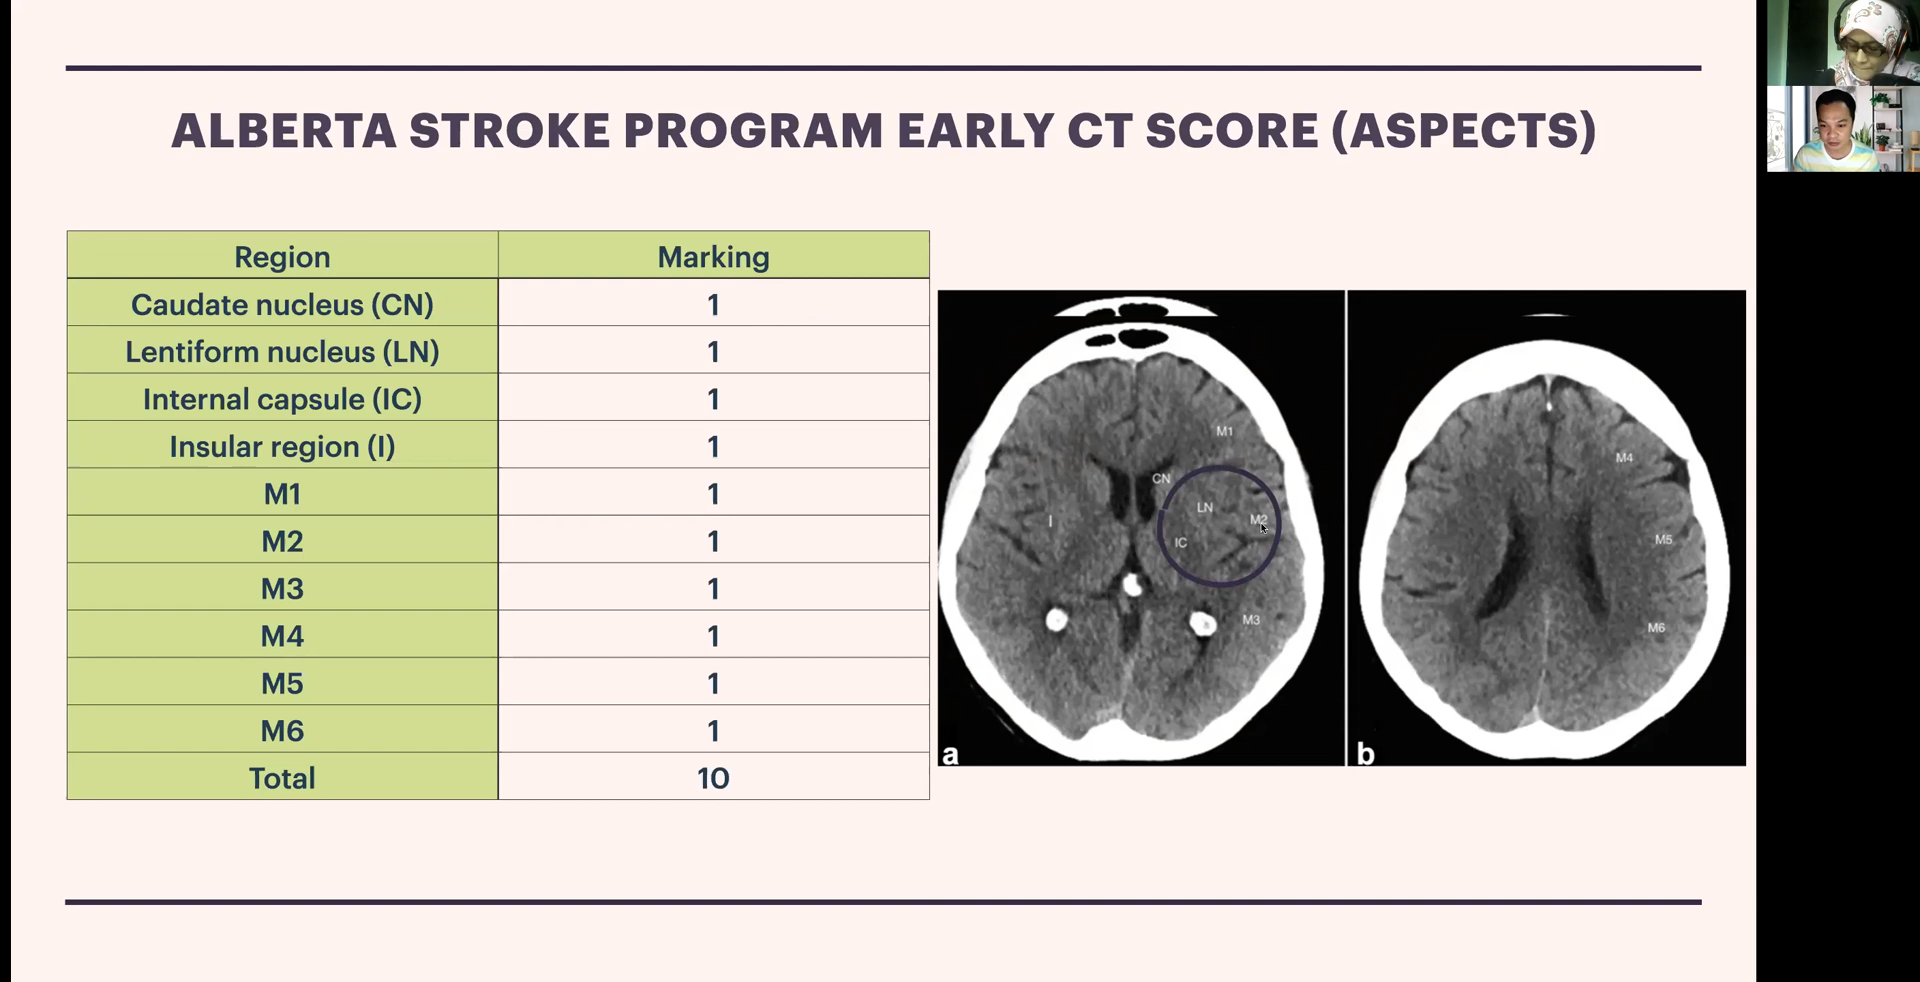 ALBERTA STROKE PROGRAM EARLY CT SCORE (ASPECTS)
Region Marking
Caudate nucleus (CN) 1
Lentiform nucleus (LN) 1
Internal capsule (IC) 1
Insular region (I) 1
M1 1
M2 1
M3 1
M4 1
M5 1
M6 1
Total 10
M1
CN
LN
I
M2
IC
M3
a
M4
M5
M6
b